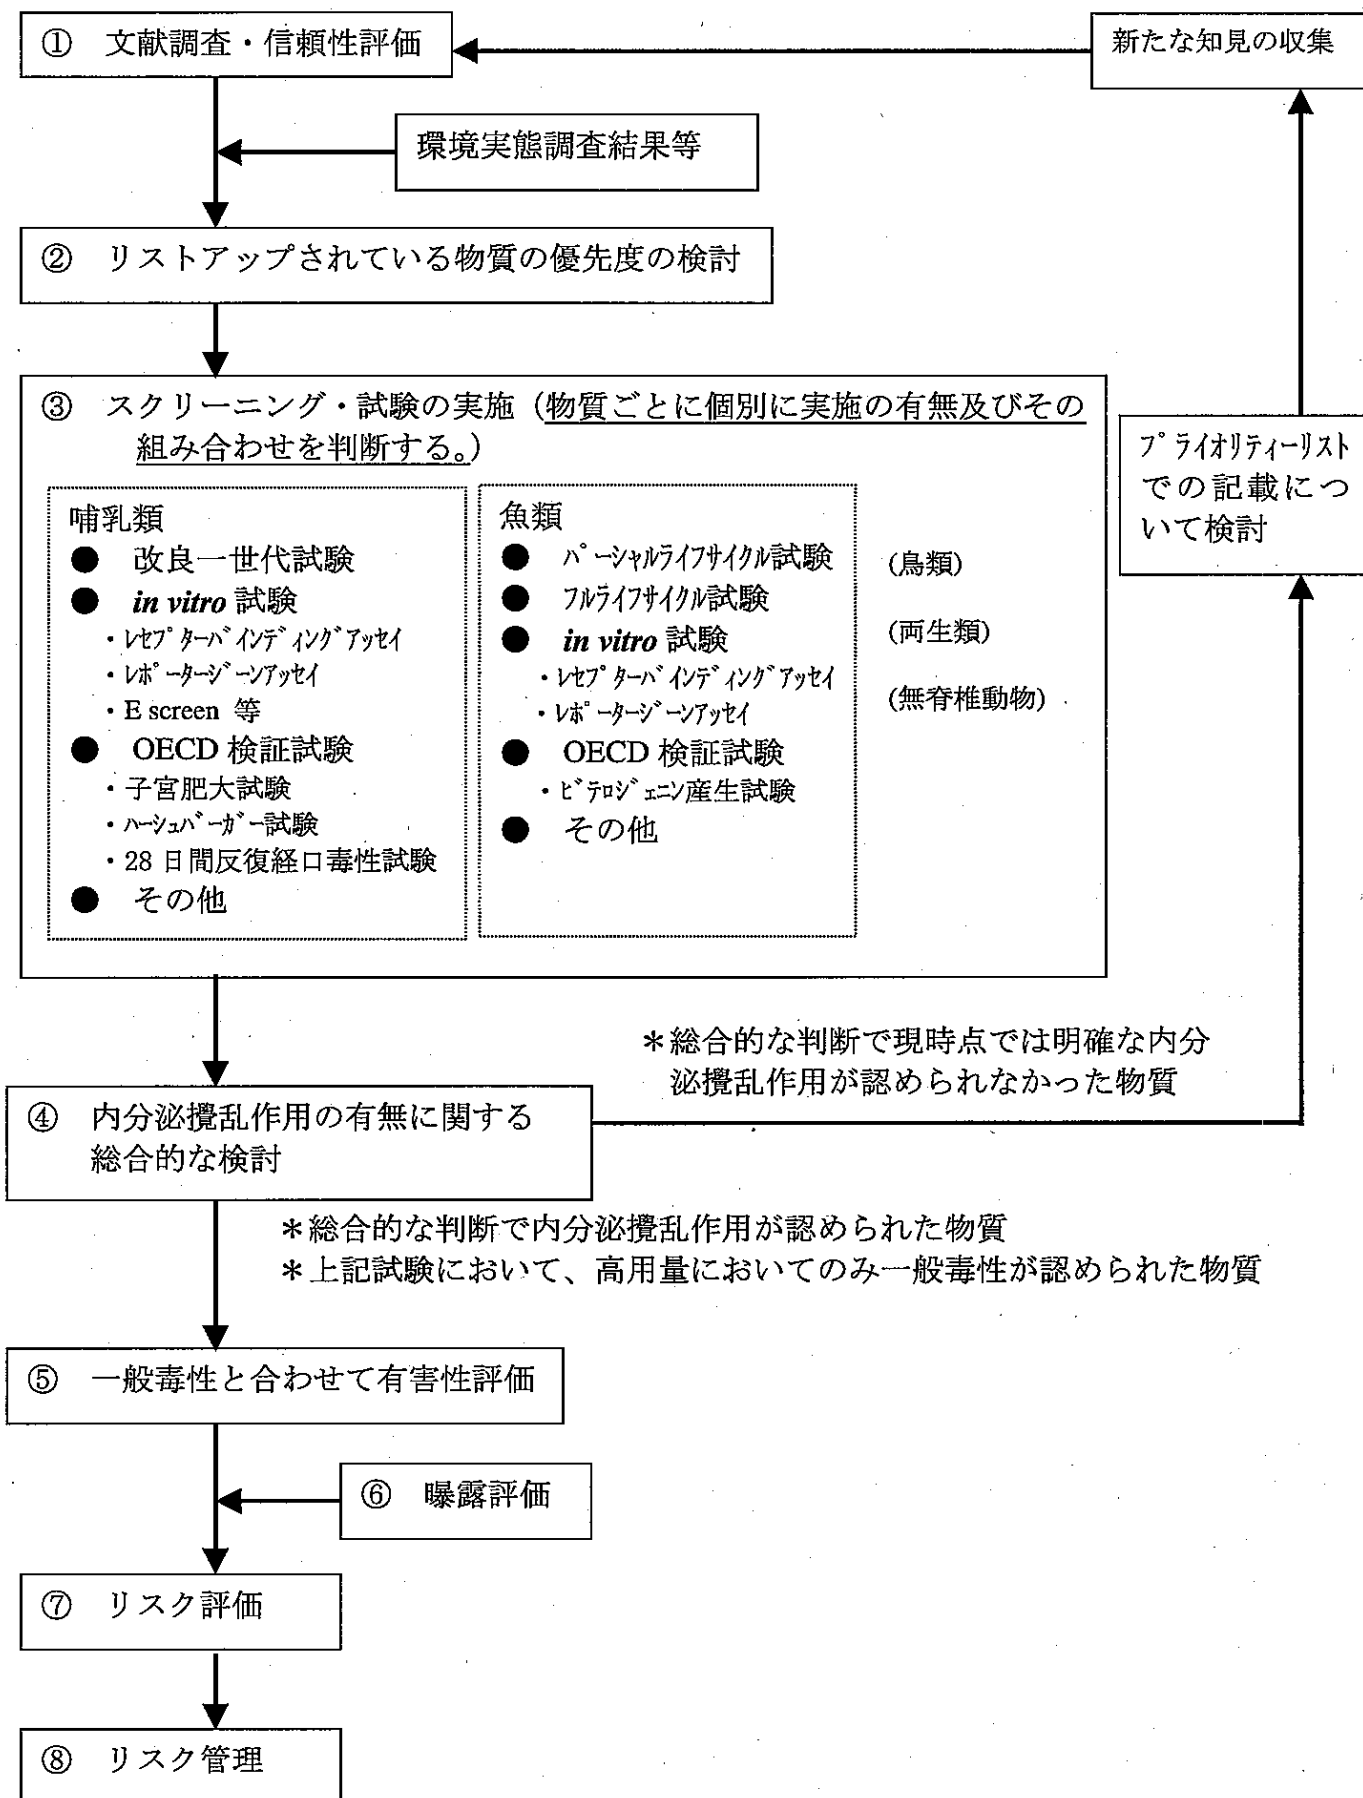 ① 文献調査・信頼性評価
新たな知見の収集
環境実態調査結果等
② リストアップされている物質の優先度の検討
③ スクリーニング・試験の実施（物質ごとに個別に実施の有無及びその
組み合わせを判断する。）
哺乳類
● 改良一世代試験
● in vitro 試験
・ﾚｾﾌﾟﾀｰﾊﾞｲﾝﾃﾞｨﾝｸﾞｱｯｾｲ
・ﾚﾎﾟｰﾀｰｼﾞｰﾝｱｯｾｲ
・E screen 等
● OECD 検証試験
・子宮肥大試験
・ﾊｰｼｭﾊﾞｰｶﾞｰ試験
・28 日間反復経口毒性試験
● その他
魚類
● ﾊﾟｰｼｬﾙﾗｲﾌｻｲｸﾙ試験
● ﾌﾙﾗｲﾌｻｲｸﾙ試験
● in vitro 試験
・ﾚｾﾌﾟﾀｰﾊﾞｲﾝﾃﾞｨﾝｸﾞｱｯｾｲ
・ﾚﾎﾟｰﾀｰｼﾞｰﾝｱｯｾｲ
● OECD 検証試験
・ﾋﾞﾃﾛｼﾞｪﾆﾝ産生試験
● その他
(鳥類)
(両生類)
(無脊椎動物)
ﾌﾟﾗｲｵﾘﾃｨｰﾘｽﾄ
での記載につ
いて検討
＊総合的な判断で現時点では明確な内分
泌攪乱作用が認められなかった物質
④ 内分泌攪乱作用の有無に関する
総合的な検討
＊総合的な判断で内分泌攪乱作用が認められた物質
＊上記試験において、高用量においてのみ一般毒性が認められた物質
⑤ 一般毒性と合わせて有害性評価
⑥ 曝露評価
⑦ リスク評価
⑧ リスク管理